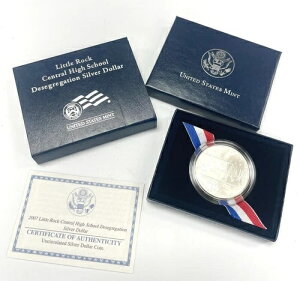 Little Rock
Central High School
Desegregation Silver Dollar
UNITED STATES MINT
UNITED STATES MINT
2007 Little Rock Central High School Desegregation
Silver Dollar
CERTIFICATE OF AUTHENTICITY
Uncirculated Silver Dollar Coin